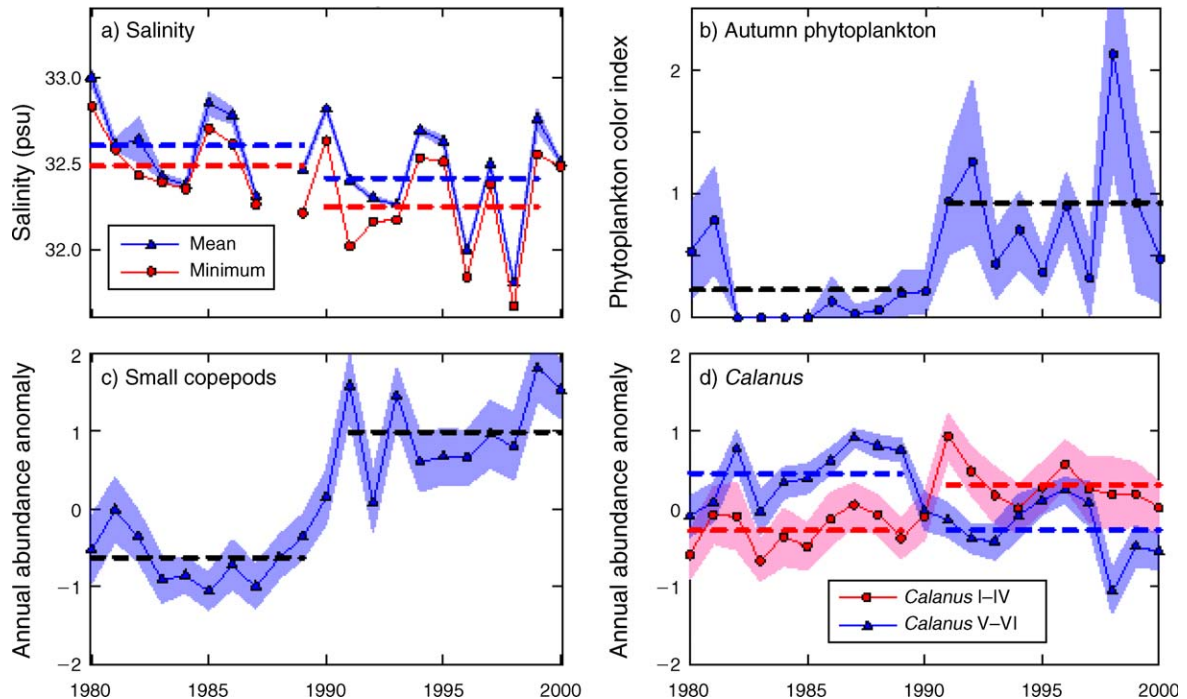 a) Salinity
Salinity (psu)
33.0
32.5
32.0
Mean
Minimum
b) Autumn phytoplankton
Phytoplankton color index
2
1
0
c) Small copepods
Annual abundance anomaly
2
1
0
−1
−2
1980 1985 1990 1995 2000
d) Calanus
Annual abundance anomaly
2
1
0
−1
−2
Calanus I–IV
Calanus V–VI
1980 1985 1990 1995 2000